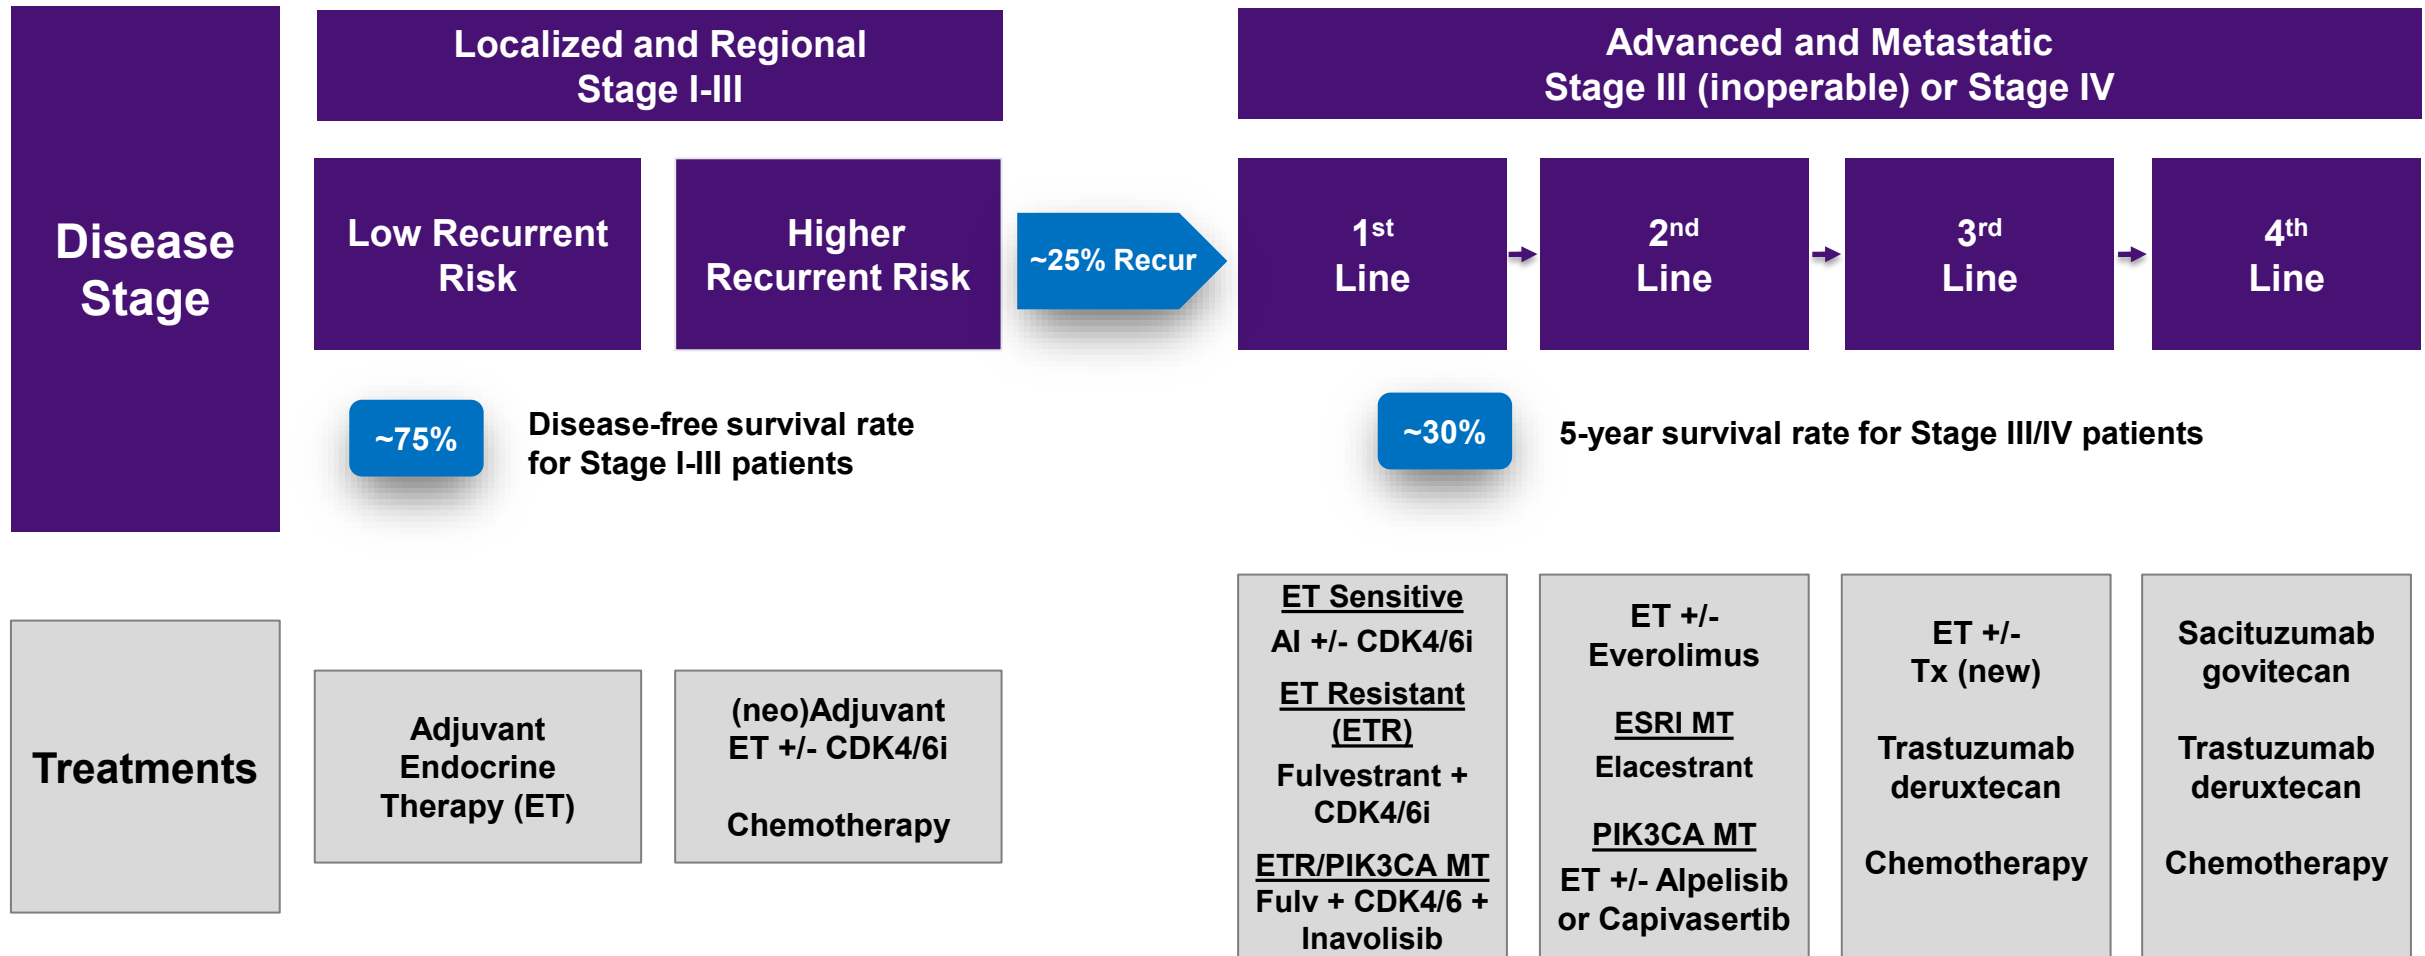 Localized and Regional
Stage I-III
Advanced and Metastatic
Stage III (inoperable) or Stage IV
Disease
Stage
Low Recurrent
Risk
Higher
Recurrent Risk
~25% Recur
1st
Line
2nd
Line
3rd
Line
4th
Line
~75%
Disease-free survival rate
for Stage I-III patients
~30%
5-year survival rate for Stage III/IV patients
Treatments
Adjuvant
Endocrine
Therapy (ET)
(neo)Adjuvant
ET +/- CDK4/6i
Chemotherapy
ET Sensitive
AI +/- CDK4/6i
ET Resistant
(ETR)
Fulvestrant +
CDK4/6i
ETR/PIK3CA MT
Fulv + CDK4/6 +
Inavolisib
ET +/-
Everolimus
ESRI MT
Elacestrant
PIK3CA MT
ET +/- Alpelisib
or Capivasertib
ET +/-
Tx (new)
Trastuzumab
deruxtecan
Chemotherapy
Sacituzumab
govitecan
Trastuzumab
deruxtecan
Chemotherapy